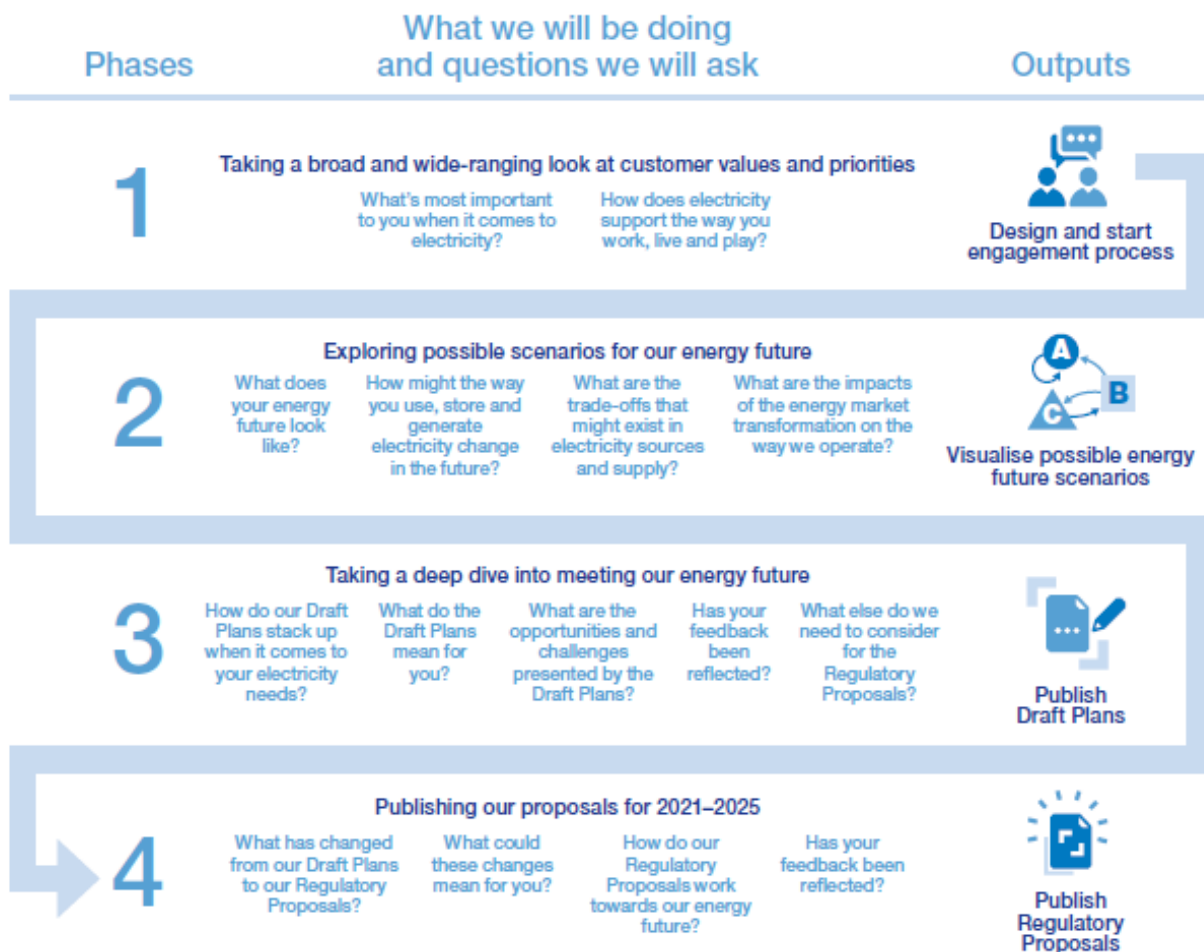 Phases
What we will be doing
and questions we will ask
Outputs
1
Taking a broad and wide-ranging look at customer values and priorities
What's most important
to you when it comes to
electricity?
How does electricity
support the way you
work, live and play?
Design and start
engagement process
2
Exploring possible scenarios for our energy future
What does
your energy
future look
like?
How might the way
you use, store and
generate
electricity change
in the future?
What are the
trade-offs that
might exist in
electricity sources
and supply?
What are the impacts
of the energy market
transformation on the
way we operate?
A
B
C
Visualise possible energy
future scenarios
3
Taking a deep dive into meeting our energy future
How do our Draft
Plans stack up
when it comes to
your electricity
needs?
What do the
Draft Plans
mean for
you?
What are the
opportunities and
challenges
presented by the
Draft Plans?
Has your
feedback
been
reflected?
What else do we
need to consider
for the
Regulatory
Proposals?
Publish
Draft Plans
4
Publishing our proposals for 2021–2025
What has changed
from our Draft Plans
to our Regulatory
Proposals?
What could
these changes
mean for you?
How do our
Regulatory
Proposals work
towards our energy
future?
Has your
feedback been
reflected?
Publish
Regulatory
Proposals